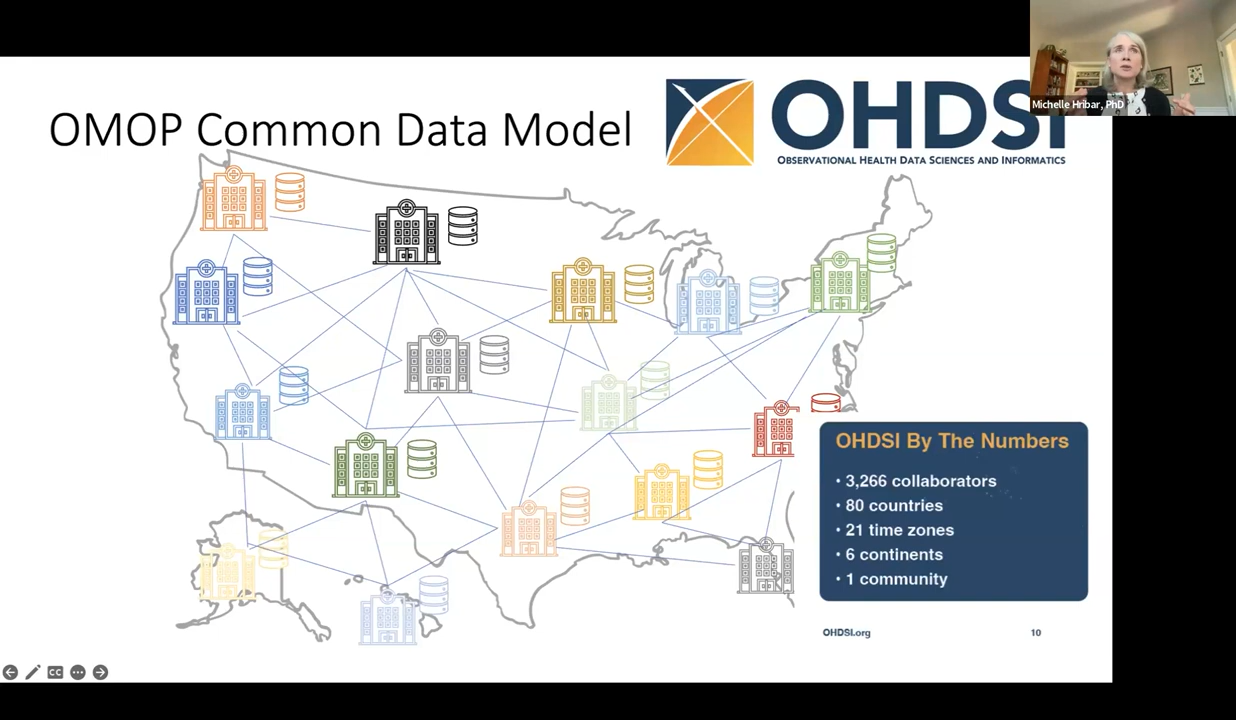 OMOP Common Data Model
OHDSI
OBSERVATIONAL HEALTH DATA SCIENCES AND INFORMATICS
Michelle Hribar, PhD
OHDSI By The Numbers
• 3,266 collaborators
• 80 countries
• 21 time zones
• 6 continents
• 1 community
OHDSI.org
10
CC